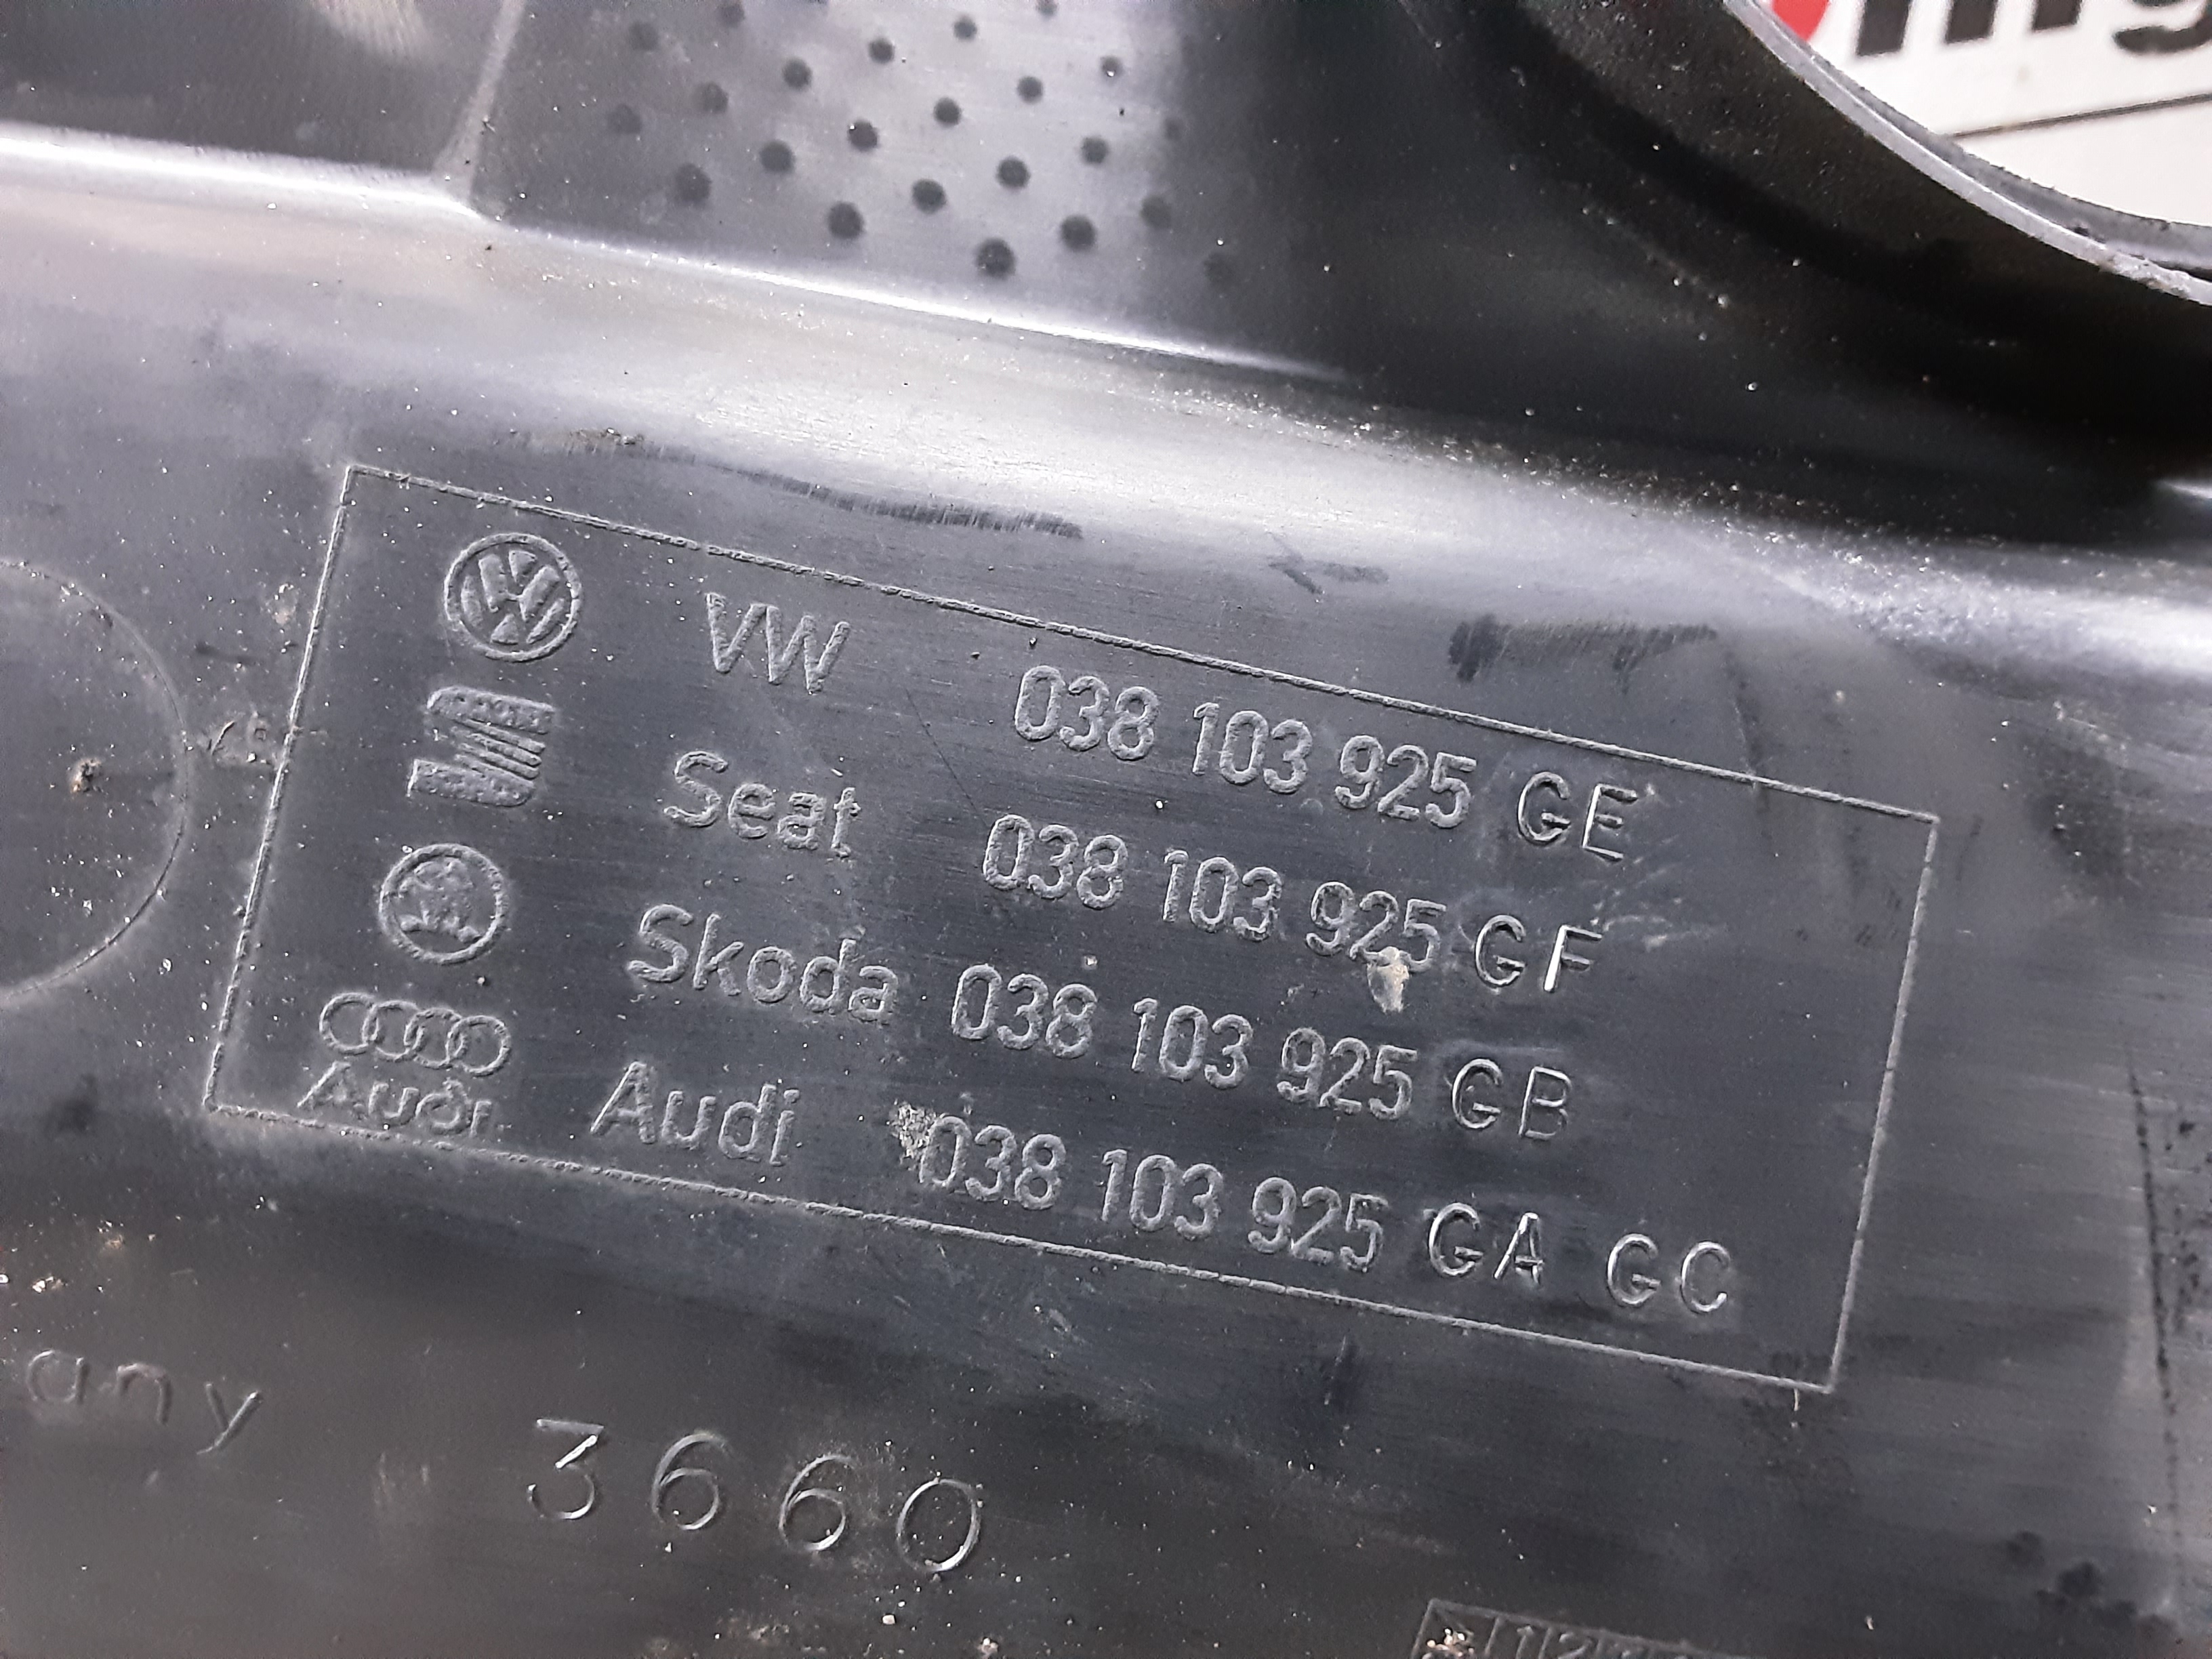 VW 038 103 925 GE
Seat 038 103 925 GF
Skoda 038 103 925 GB
Audi Audi 038 103 925 GA GC
any 3660